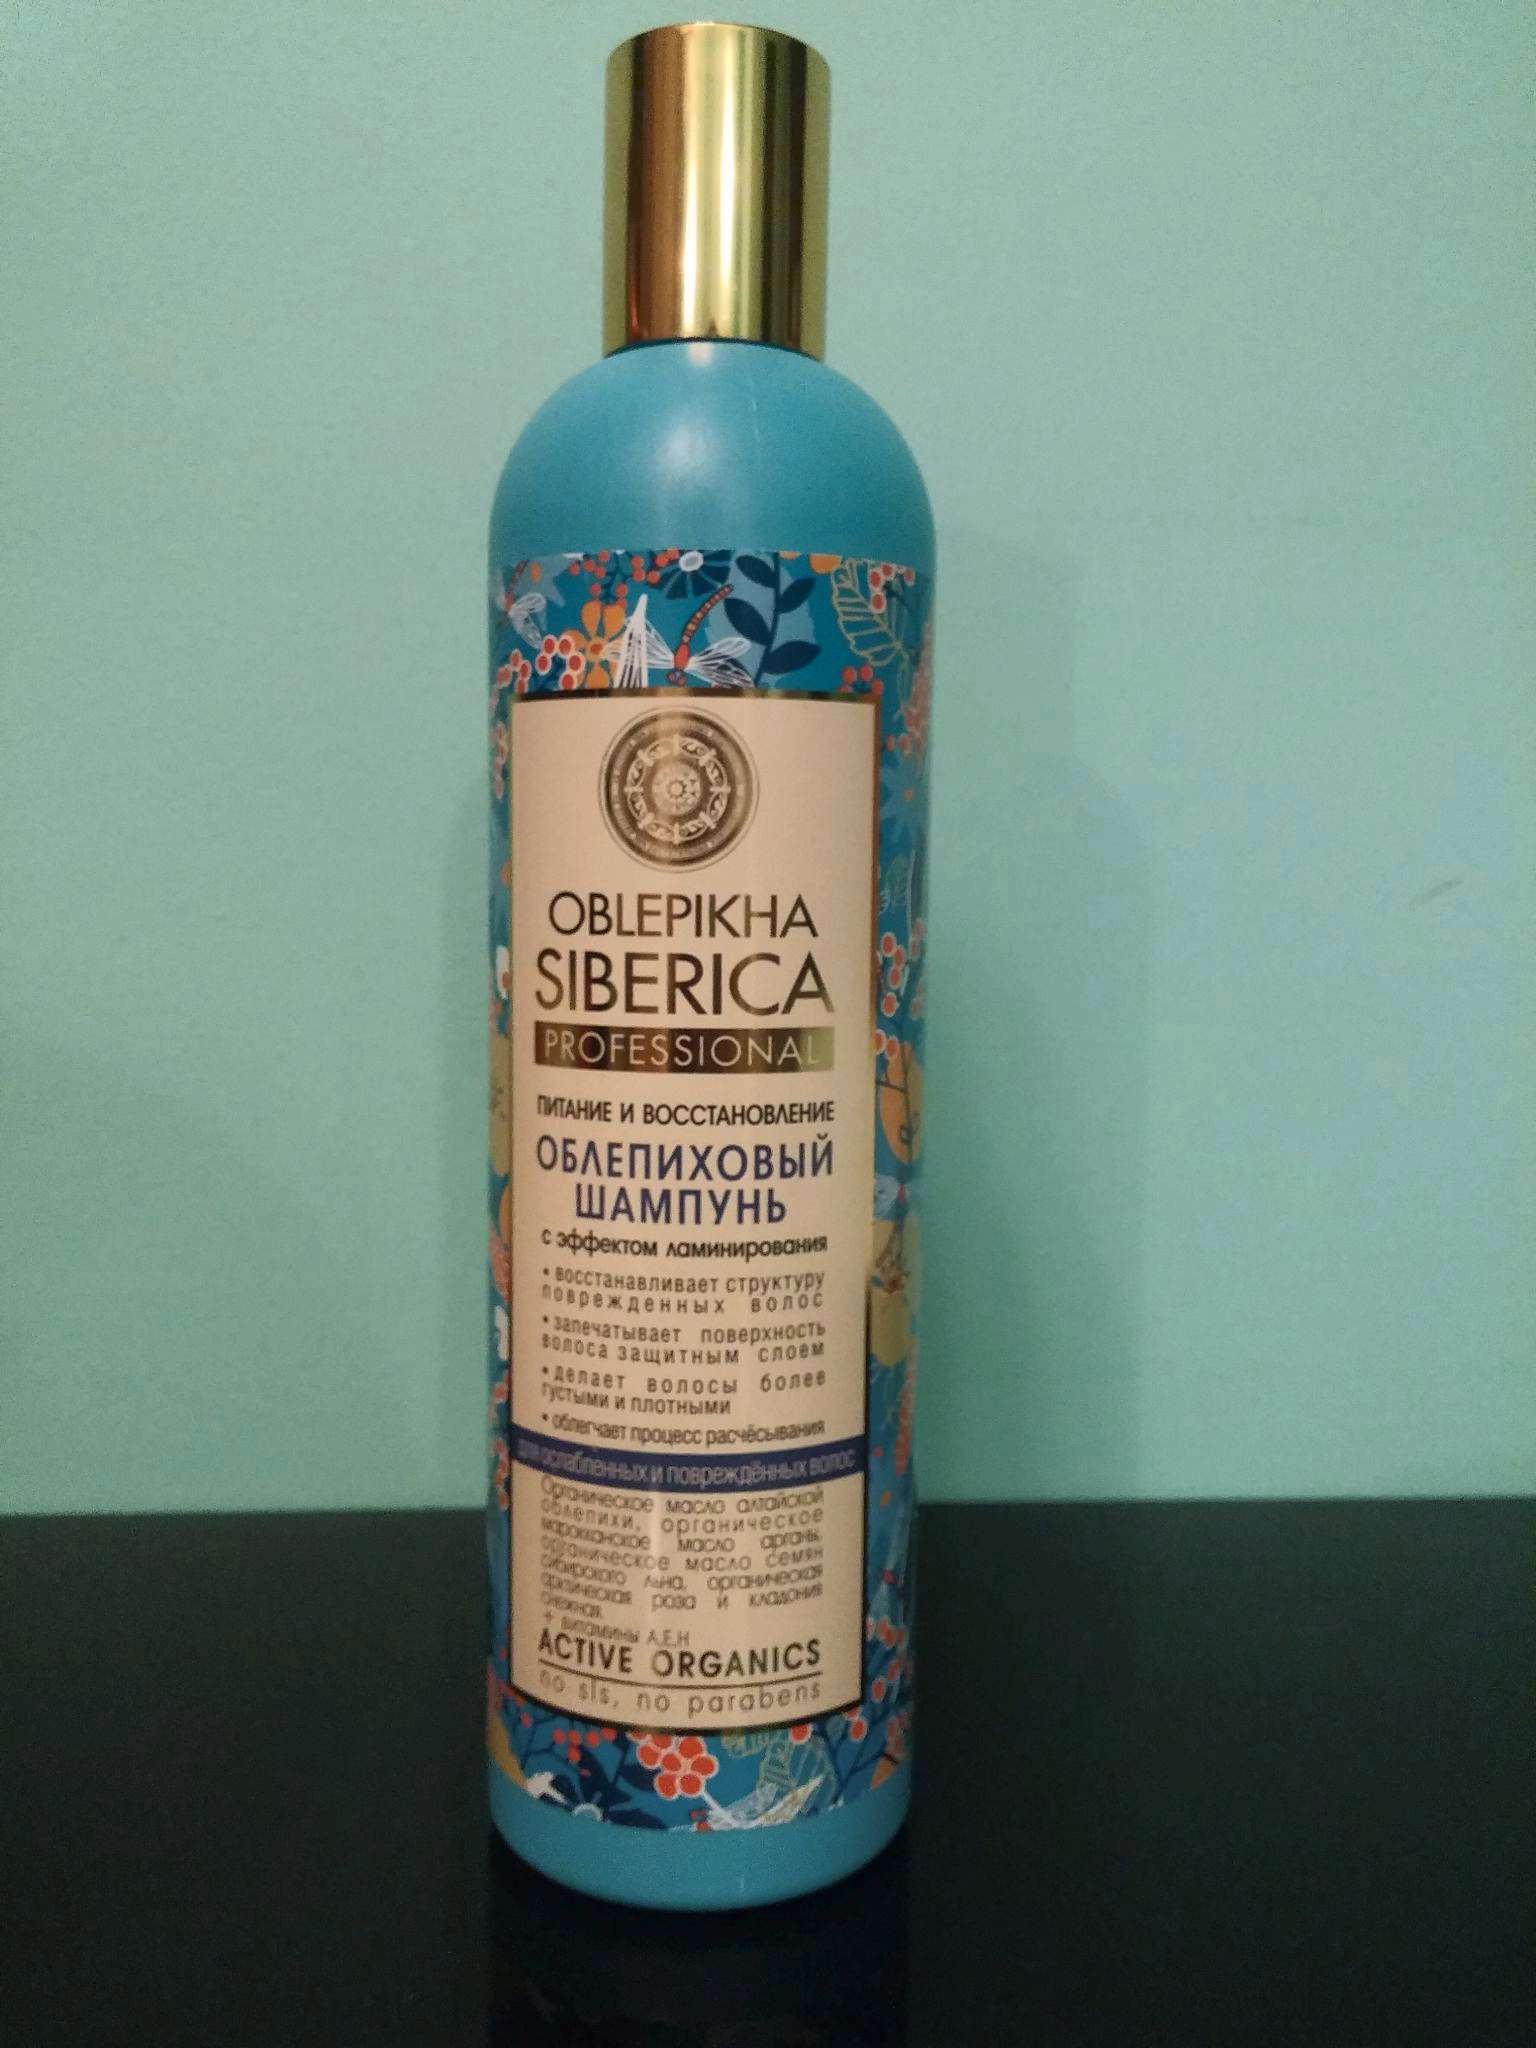 OBLEPIKHA
SIBERICA
PROFESSIONAL
ПИТАНИЕ И ВОССТАНОВЛЕНИЕ
ОБЛЕПИХОВЫЙ
ШАМПУНЬ
с эффектом ламинирования
• восстанавливает структуру
поврежденных волос
• запечатывает поверхность
волоса защитным слоем
• делает волосы более
густыми и плотными
• облегчает процесс расчёсывания
для ослабленных и повреждённых волос
Органическое масло алтайской
облепихи, органическое
марокканское масло арганы,
органическое масло семян
сибирского льна, органическая
арктическая роза и кладония
снежная.
+ витамины A,E,H
ACTIVE ORGANICS
no sls, no parabens